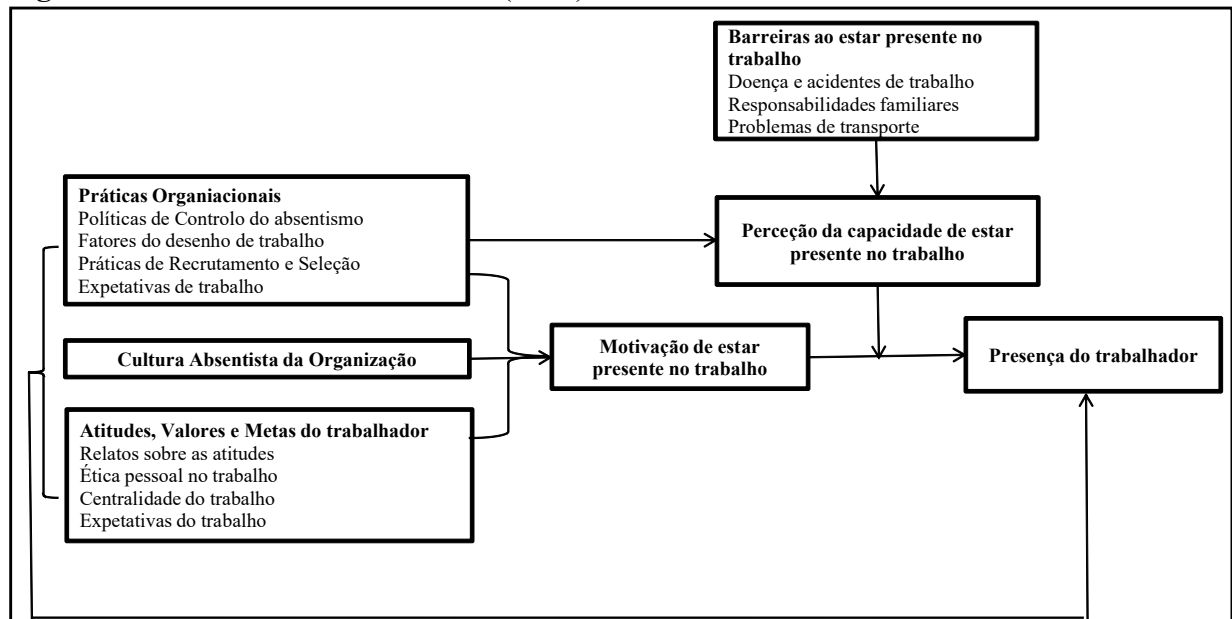 Barreiras ao estar presente no
trabalho
Doença e acidentes de trabalho
Responsabilidades familiares
Problemas de transporte
Práticas Organiacionais
Políticas de Controlo do absentismo
Fatores do desenho de trabalho
Práticas de Recrutamento e Seleção
Expetativas de trabalho
Perceção da capacidade de estar
presente no trabalho
Cultura Absentista da Organização
Motivação de estar
presente no trabalho
Presença do trabalhador
Atitudes, Valores e Metas do trabalhador
Relatos sobre as atitudes
Ética pessoal no trabalho
Centralidade do trabalho
Expetativas do trabalho